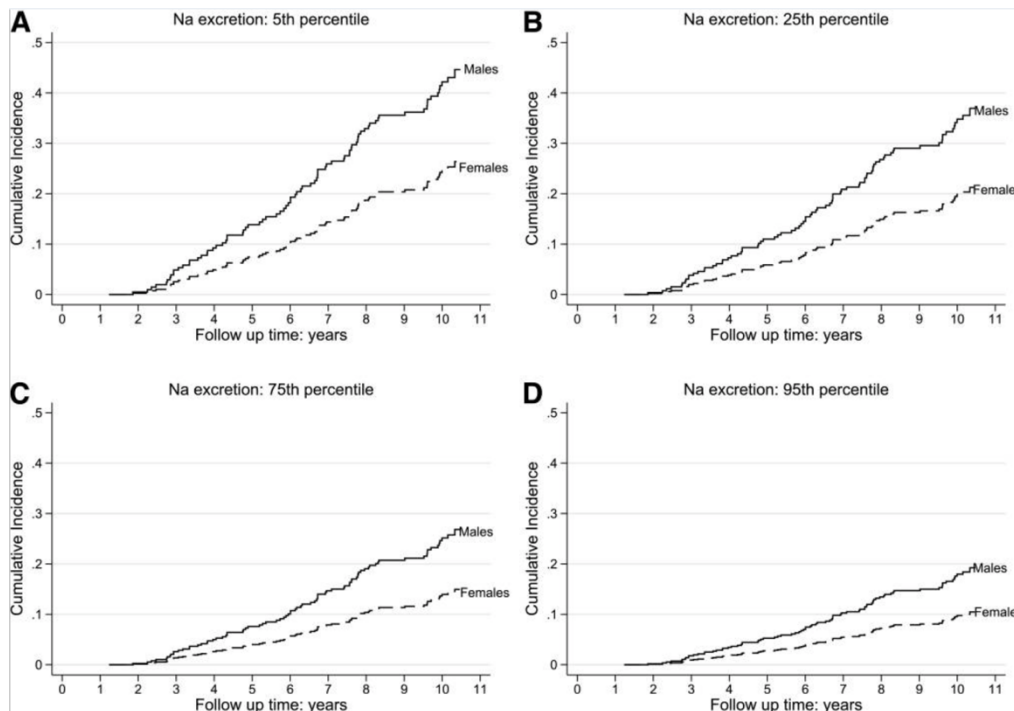 A
Na excretion: 5th percentile
.5
.4
.3
.2
.1
0
Cumulative Incidence
Males
Females
0 1 2 3 4 5 6 7 8 9 10 11
Follow up time: years
B
Na excretion: 25th percentile
.5
.4
.3
.2
.1
0
Cumulative Incidence
Males
Female
0 1 2 3 4 5 6 7 8 9 10 11
Follow up time: years
C
Na excretion: 75th percentile
.5
.4
.3
.2
.1
0
Cumulative Incidence
Males
Females
0 1 2 3 4 5 6 7 8 9 10 11
Follow up time: years
D
Na excretion: 95th percentile
.5
.4
.3
.2
.1
0
Cumulative Incidence
Males
Female
0 1 2 3 4 5 6 7 8 9 10 11
Follow up time: years